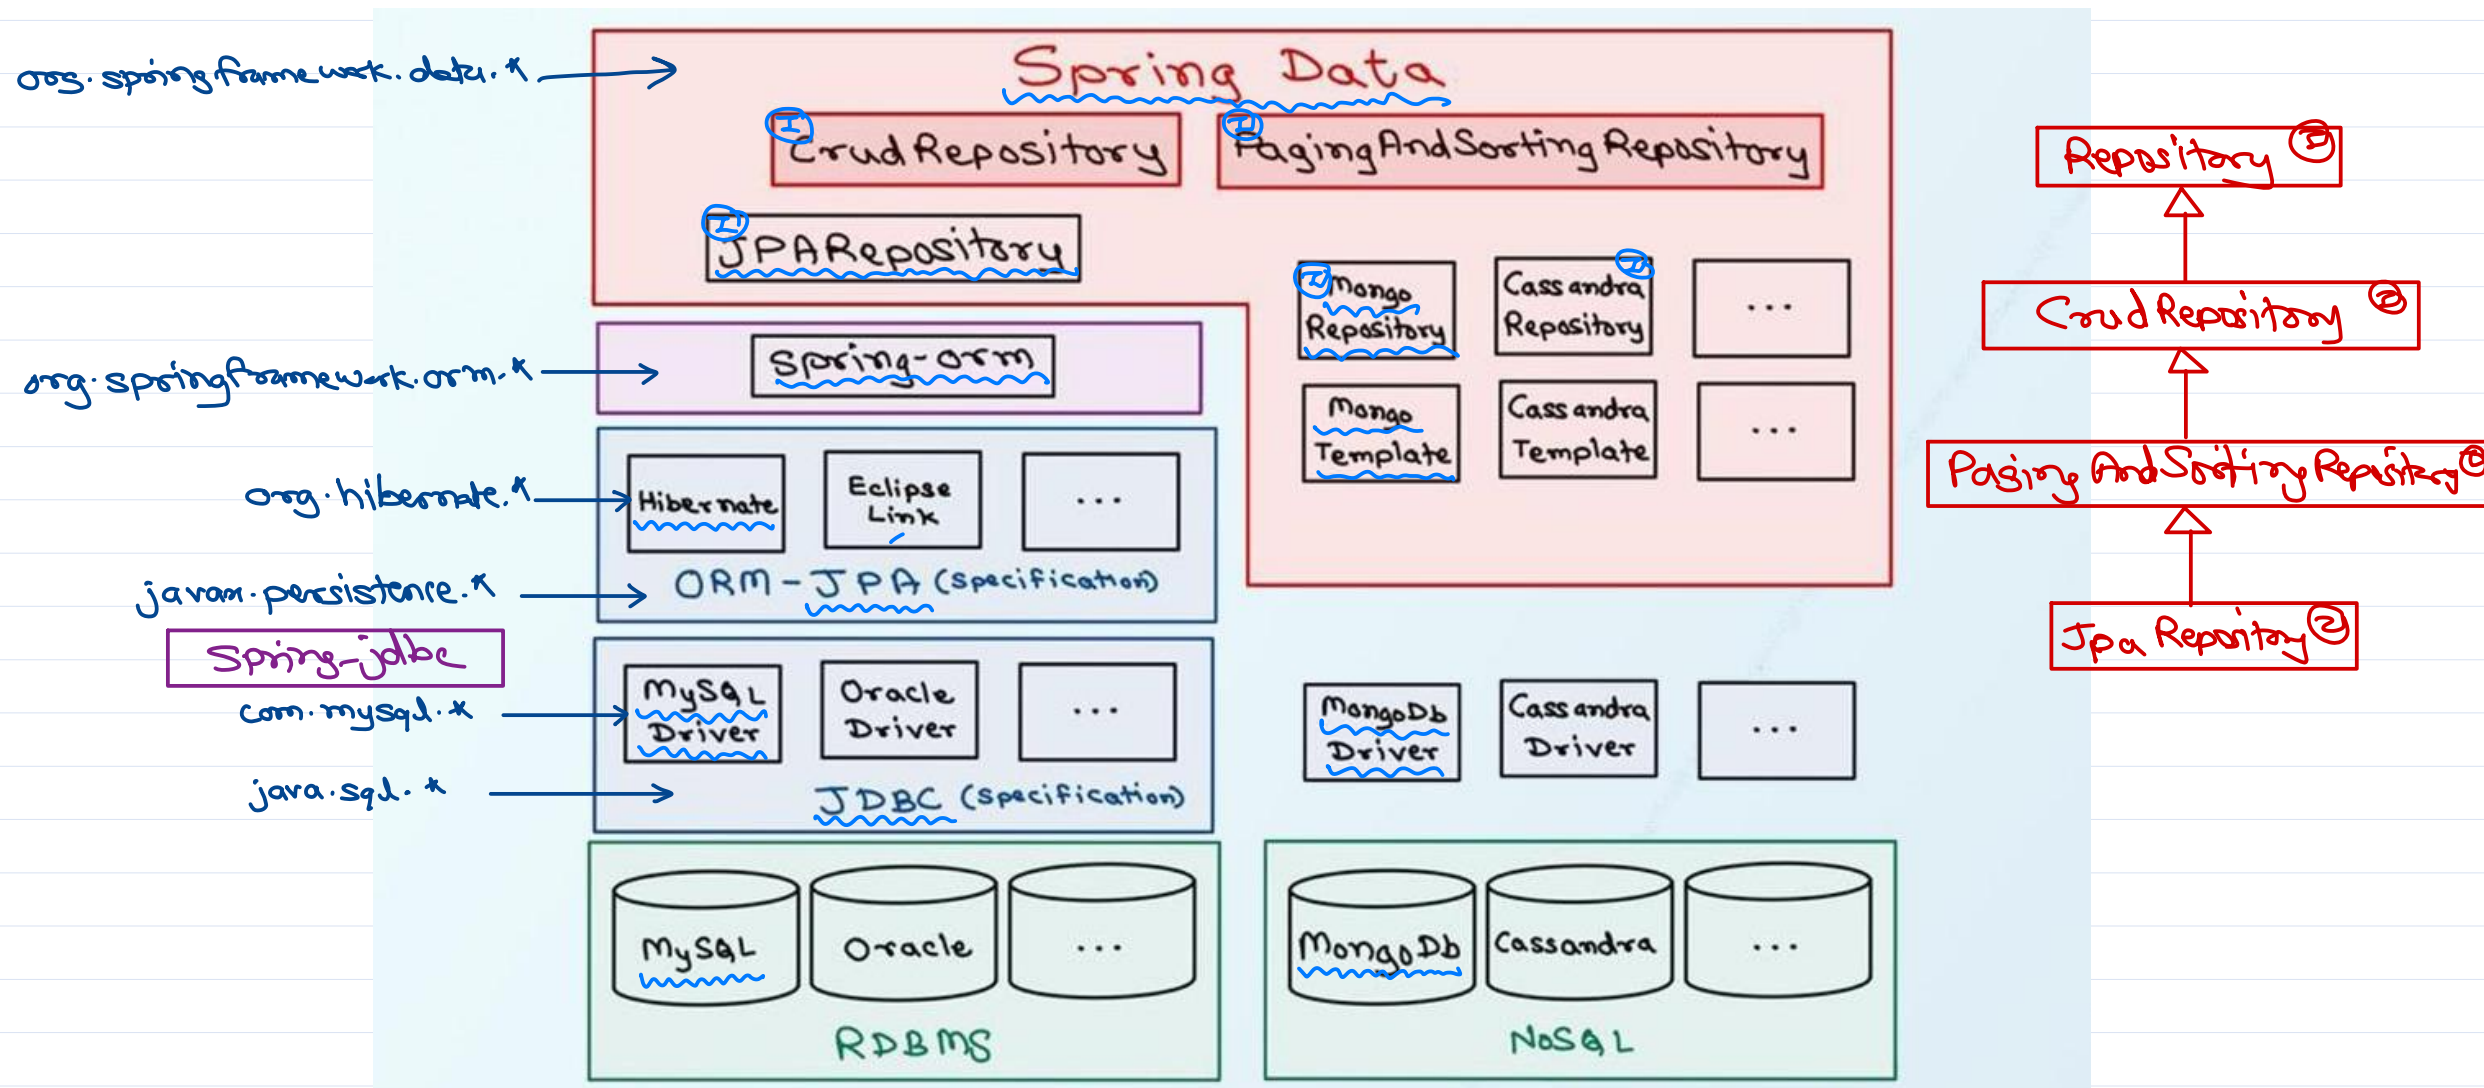 org.springframework.data.*
Spring Data
I
CrudRepository
I
PagingAndSortingRepository
I
JPARepository
I
Mongo
Repository
I
Cassandra
Repository
...
Mongo
Template
Cassandra
Template
...
org.springframework.orm.*
Spring-orm
org.hibernate.*
Hibernate
Eclipse
Link
...
javax.persistence.*
ORM-JPA (Specification)
Spring-jdbc
com.mysql.*
MySQL
Driver
Oracle
Driver
...
java.sql.*
JDBC (Specification)
MongoDb
Driver
Cassandra
Driver
...
MySQL
Oracle
...
RDBMS
MongoDb
Cassandra
...
NoSQL
Repository I
CrudRepository I
PagingAndSortingRepository
JpaRepository I